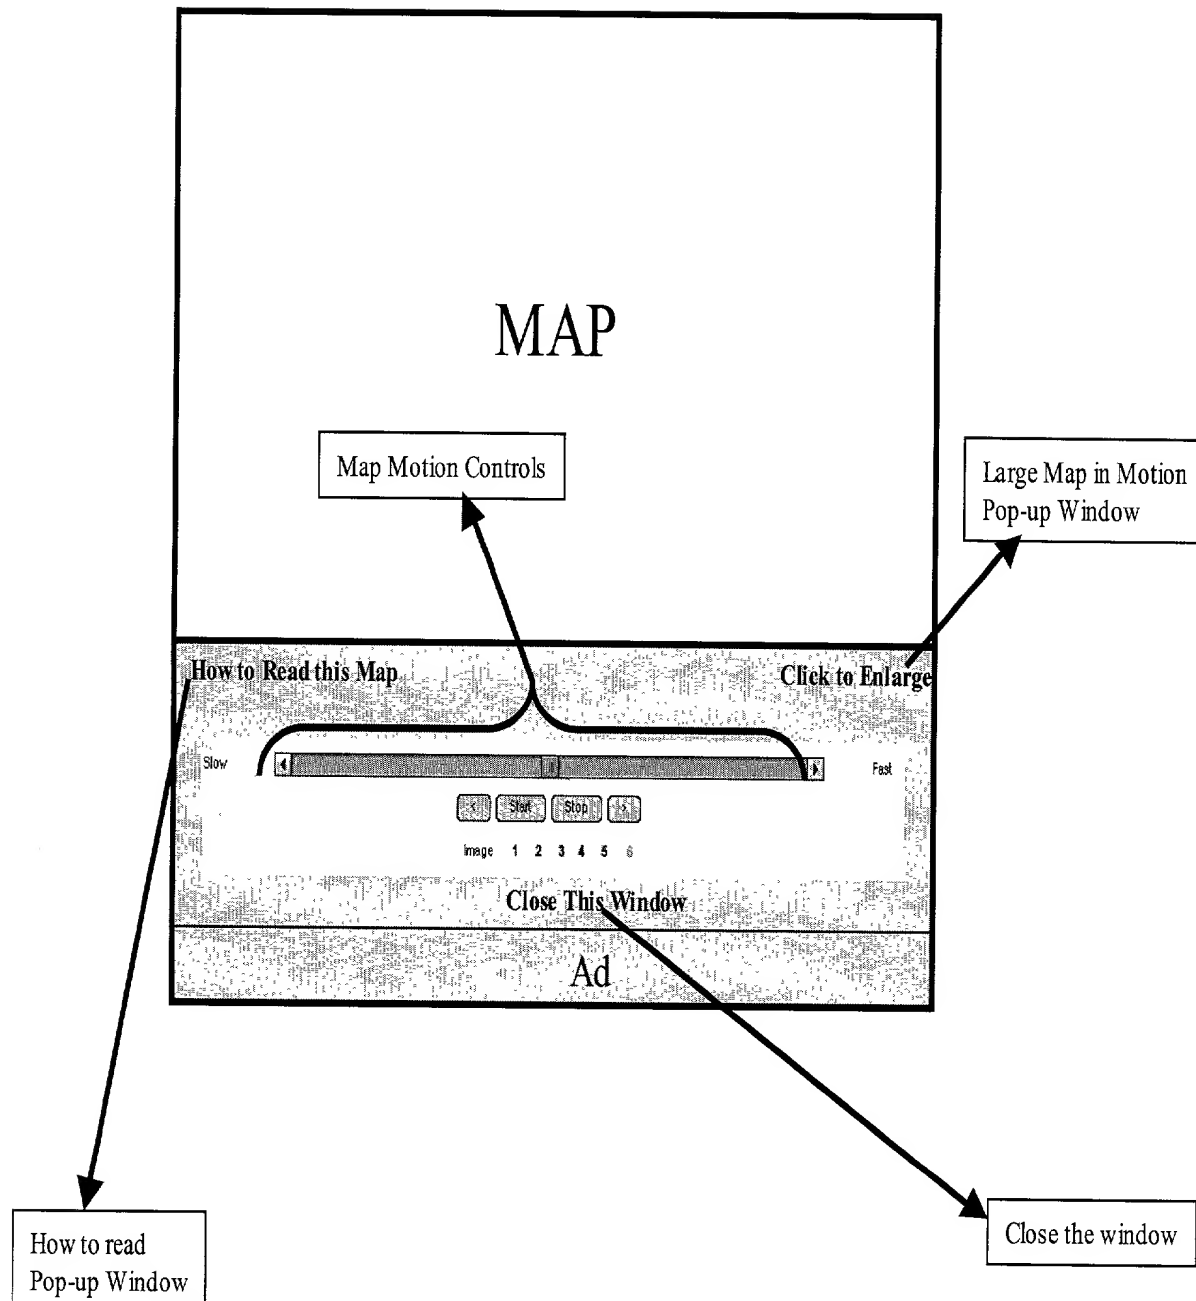 MAP
Map Motion Controls
Large Map in Motion
Pop-up Window
How to Read this Map
Click to Enlarge
Slow
Fast
< Start Stop >
Image 1 2 3 4 5 6
Close This Window
Ad
How to read
Pop-up Window
Close the window